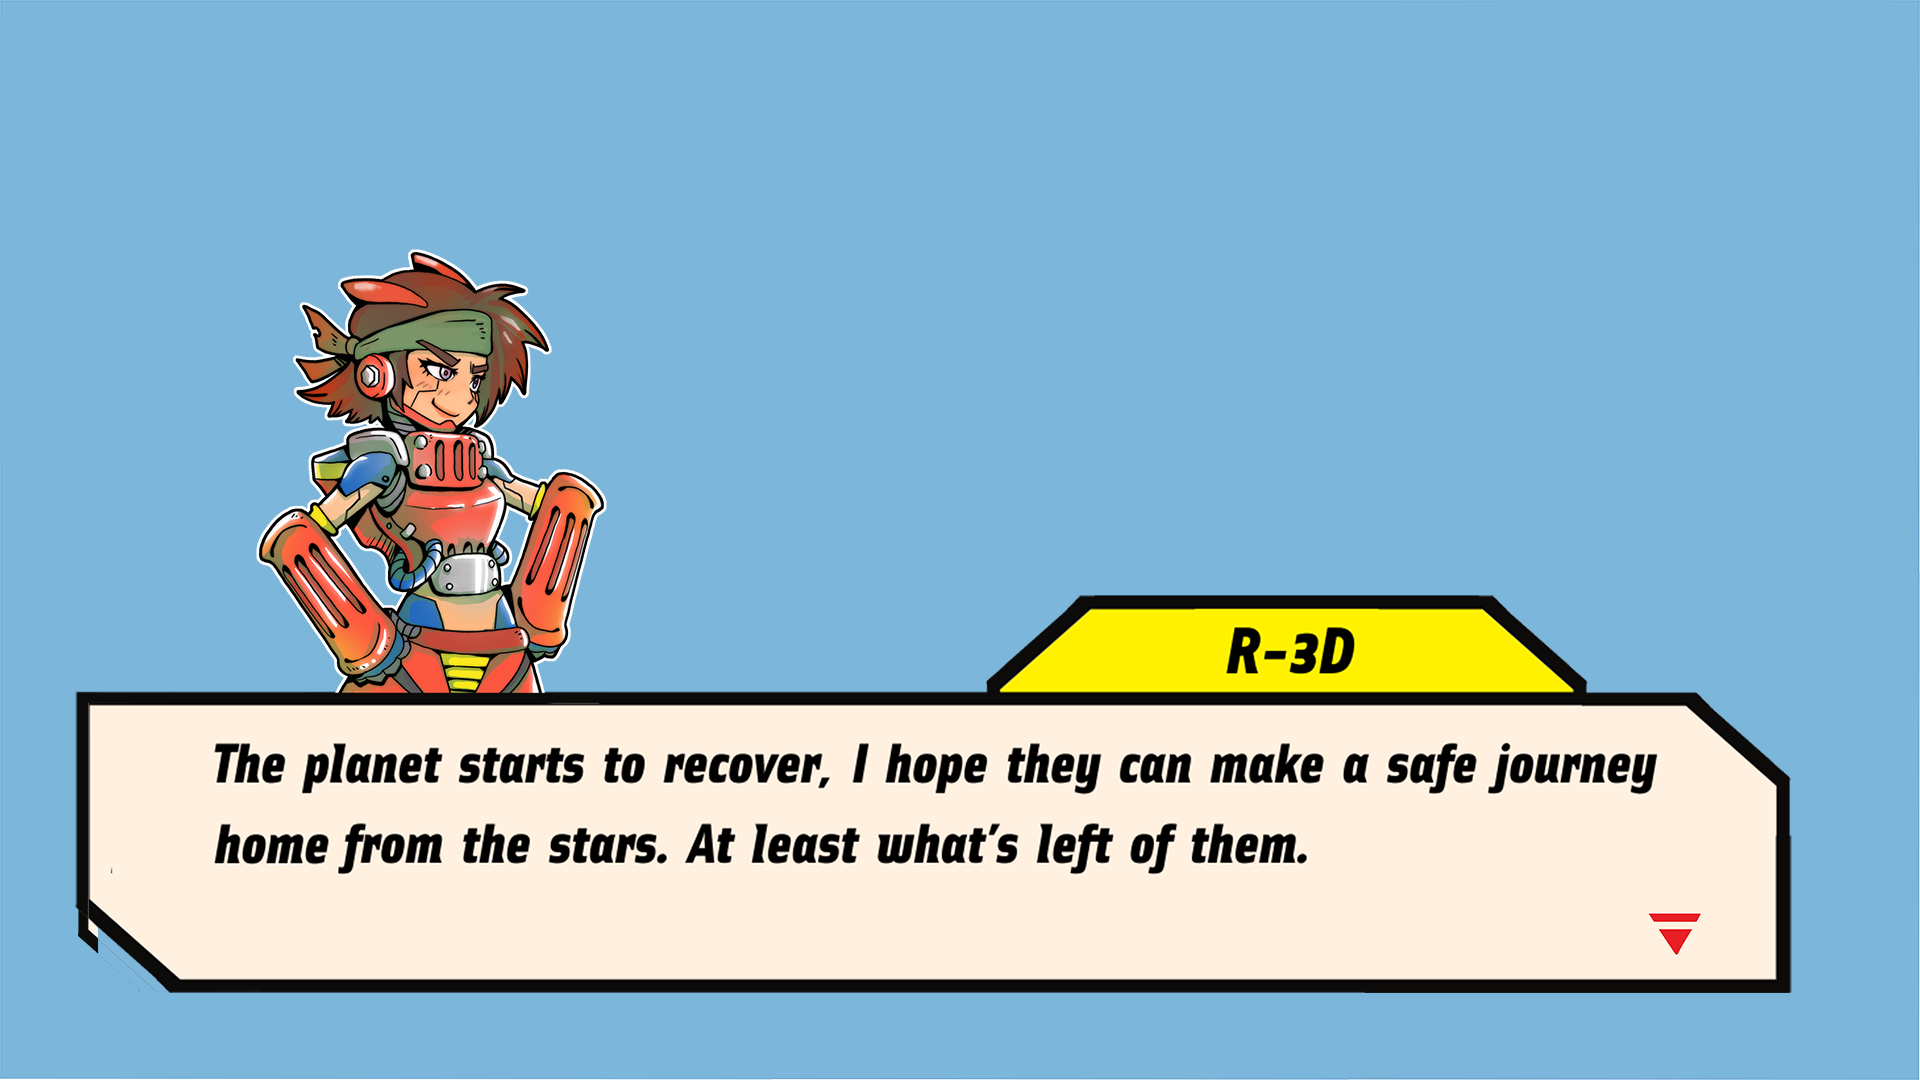 R-3D
The planet starts to recover, I hope they can make a safe journey
home from the stars. At least what's left of them.